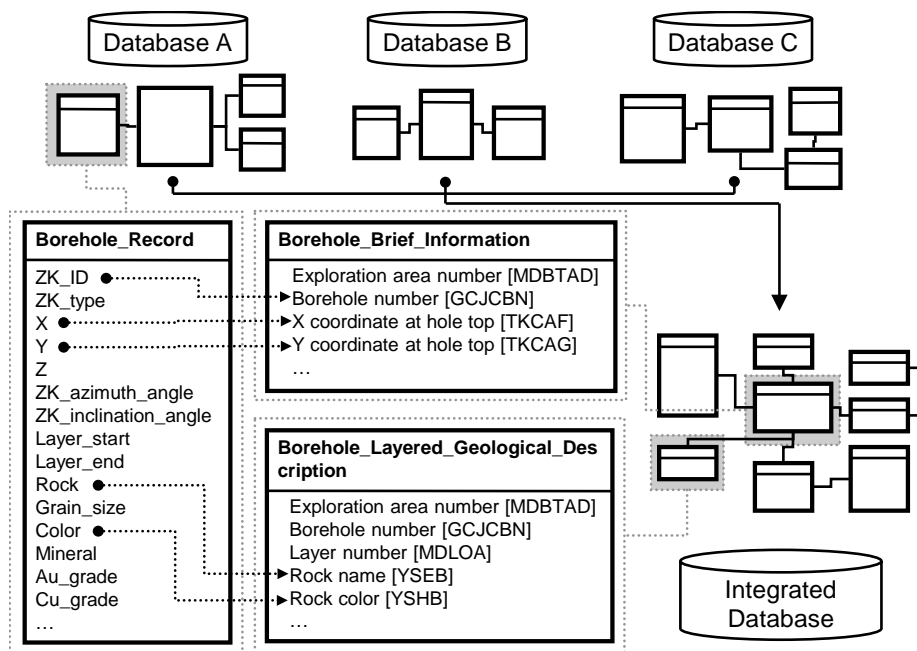 Database A
Database B
Database C
Borehole_Record
ZK_ID
ZK_type
X
Y
Z
ZK_azimuth_angle
ZK_inclination_angle
Layer_start
Layer_end
Rock
Grain_size
Color
Mineral
Au_grade
Cu_grade
…
Borehole_Brief_Information
Exploration area number [MDBTAD]
Borehole number [GCJCBN]
X coordinate at hole top [TKCAF]
Y coordinate at hole top [TKCAG]
…
Borehole_Layered_Geological_Des
cription
Exploration area number [MDBTAD]
Borehole number [GCJCBN]
Layer number [MDLOA]
Rock name [YSEB]
Rock color [YSHB]
…
Integrated
Database